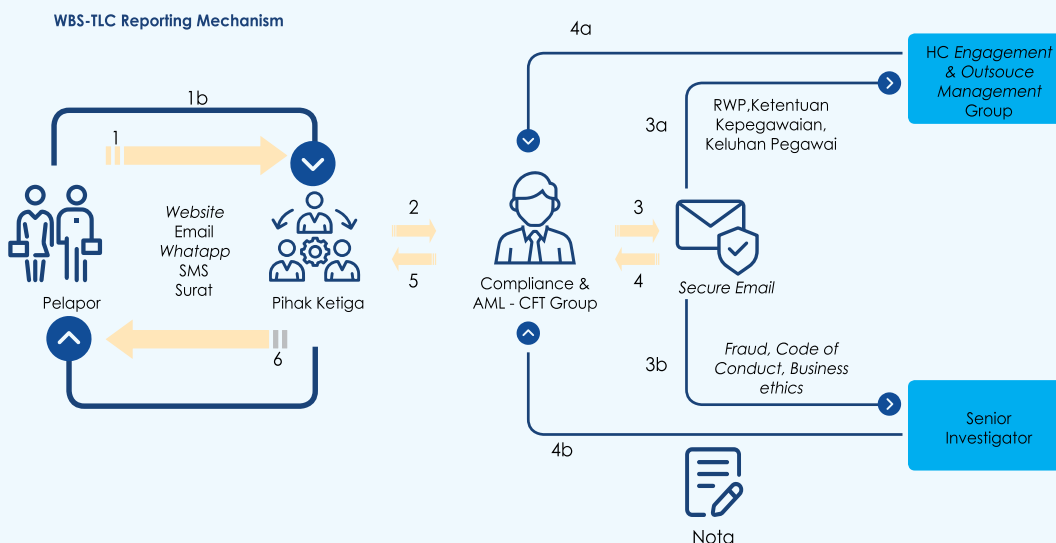 WBS-TLC Reporting Mechanism
1b
1
Website
Email
Whatapp
SMS
Surat
Pelapor
Pihak Ketiga
6
2
5
Compliance &
AML - CFT Group
3
4
Secure Email
4a
3a
RWP,Ketentuan
Kepegawaian,
Keluhan Pegawai
HC Engagement
& Outsouce
Management
Group
3b
Fraud, Code of
Conduct, Business
ethics
4b
Senior
Investigator
Nota